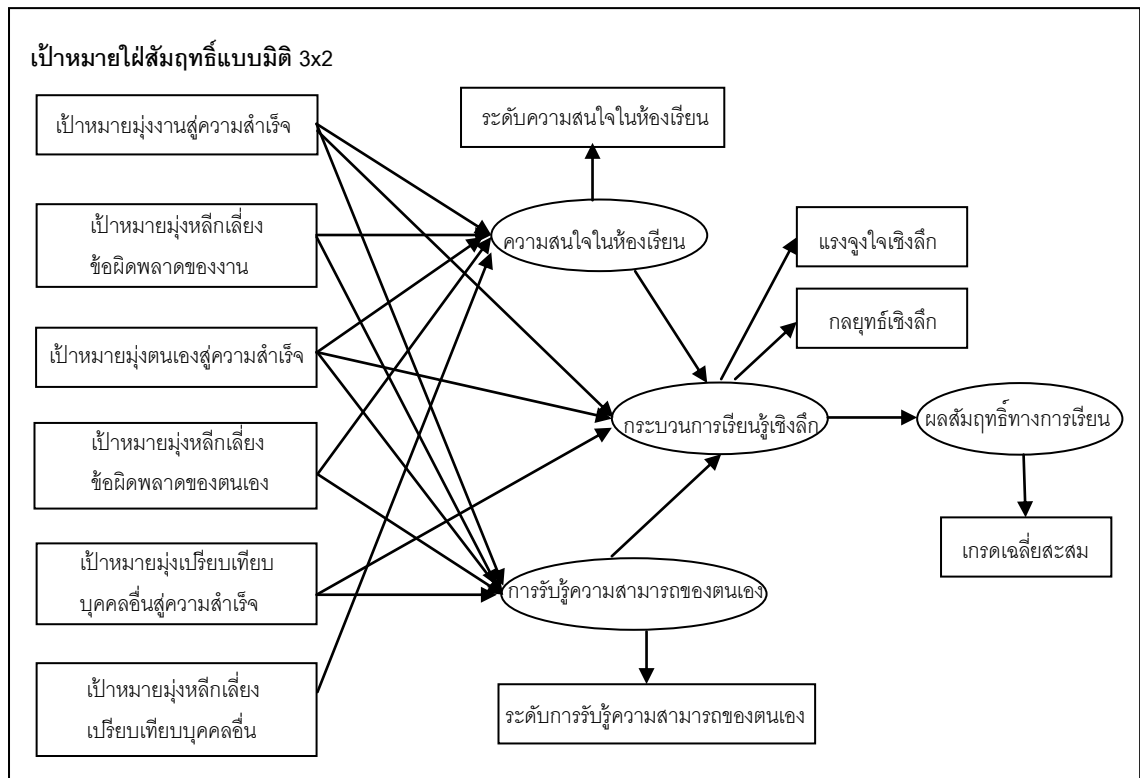 เป้าหมายใฝ่สัมฤทธิ์แบบมิติ 3x2
เป้าหมายมุ่งงานสู่ความสำเร็จ
เป้าหมายมุ่งหลีกเลี่ยง
ข้อผิดพลาดของงาน
เป้าหมายมุ่งตนเองสู่ความสำเร็จ
เป้าหมายมุ่งหลีกเลี่ยง
ข้อผิดพลาดของตนเอง
เป้าหมายมุ่งเปรียบเทียบ
บุคคลอื่นสู่ความสำเร็จ
เป้าหมายมุ่งหลีกเลี่ยง
เปรียบเทียบบุคคลอื่น
ระดับความสนใจในห้องเรียน
ความสนใจในห้องเรียน
แรงจูงใจเชิงลึก
กลยุทธ์เชิงลึก
กระบวนการเรียนรู้เชิงลึก
ผลสัมฤทธิ์ทางการเรียน
เกรดเฉลี่ยสะสม
การรับรู้ความสามารถของตนเอง
ระดับการรับรู้ความสามารถของตนเอง